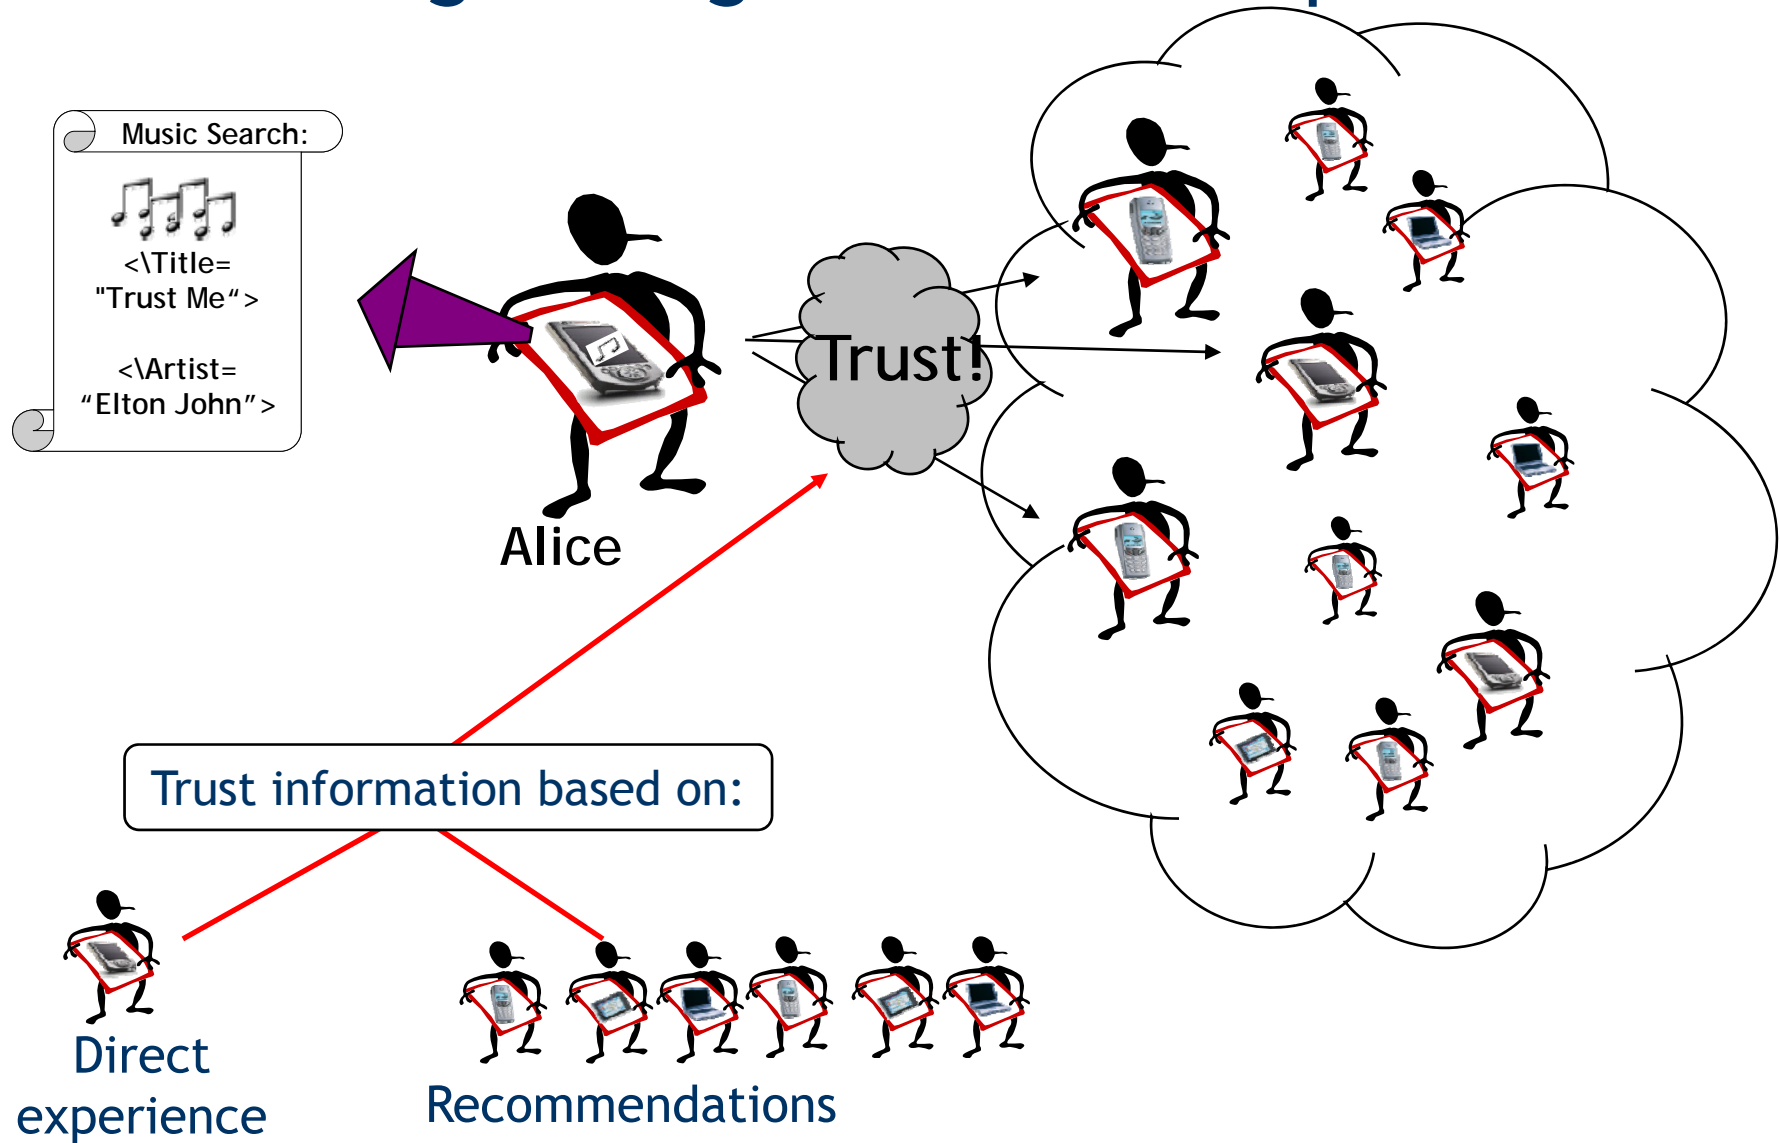 Music Search:
<\Title=
"Trust Me“>
<\Artist=
“Elton John”>
Trust!
Alice
Trust information based on:
Direct
experience
Recommendations